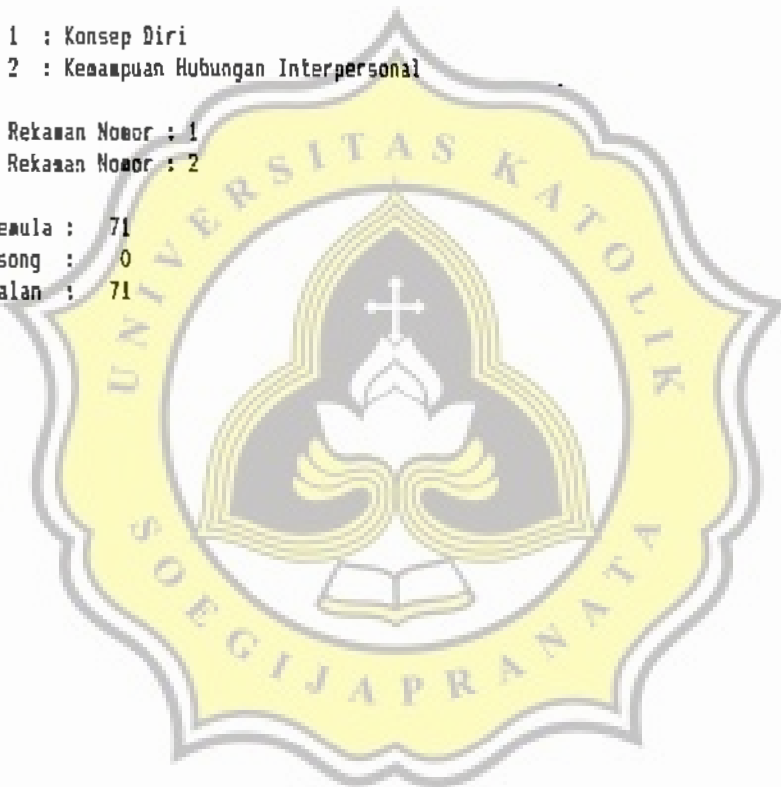 1 : Konsep Diri
2 : Kemampuan Hubungan Interpersonal
Rekaman Nomor : 1
Rekaman Nomor : 2
emula : 71
song : 0
alan : 71
UNIVERSITAS KATOLIK
SOEGIJAPRANATA